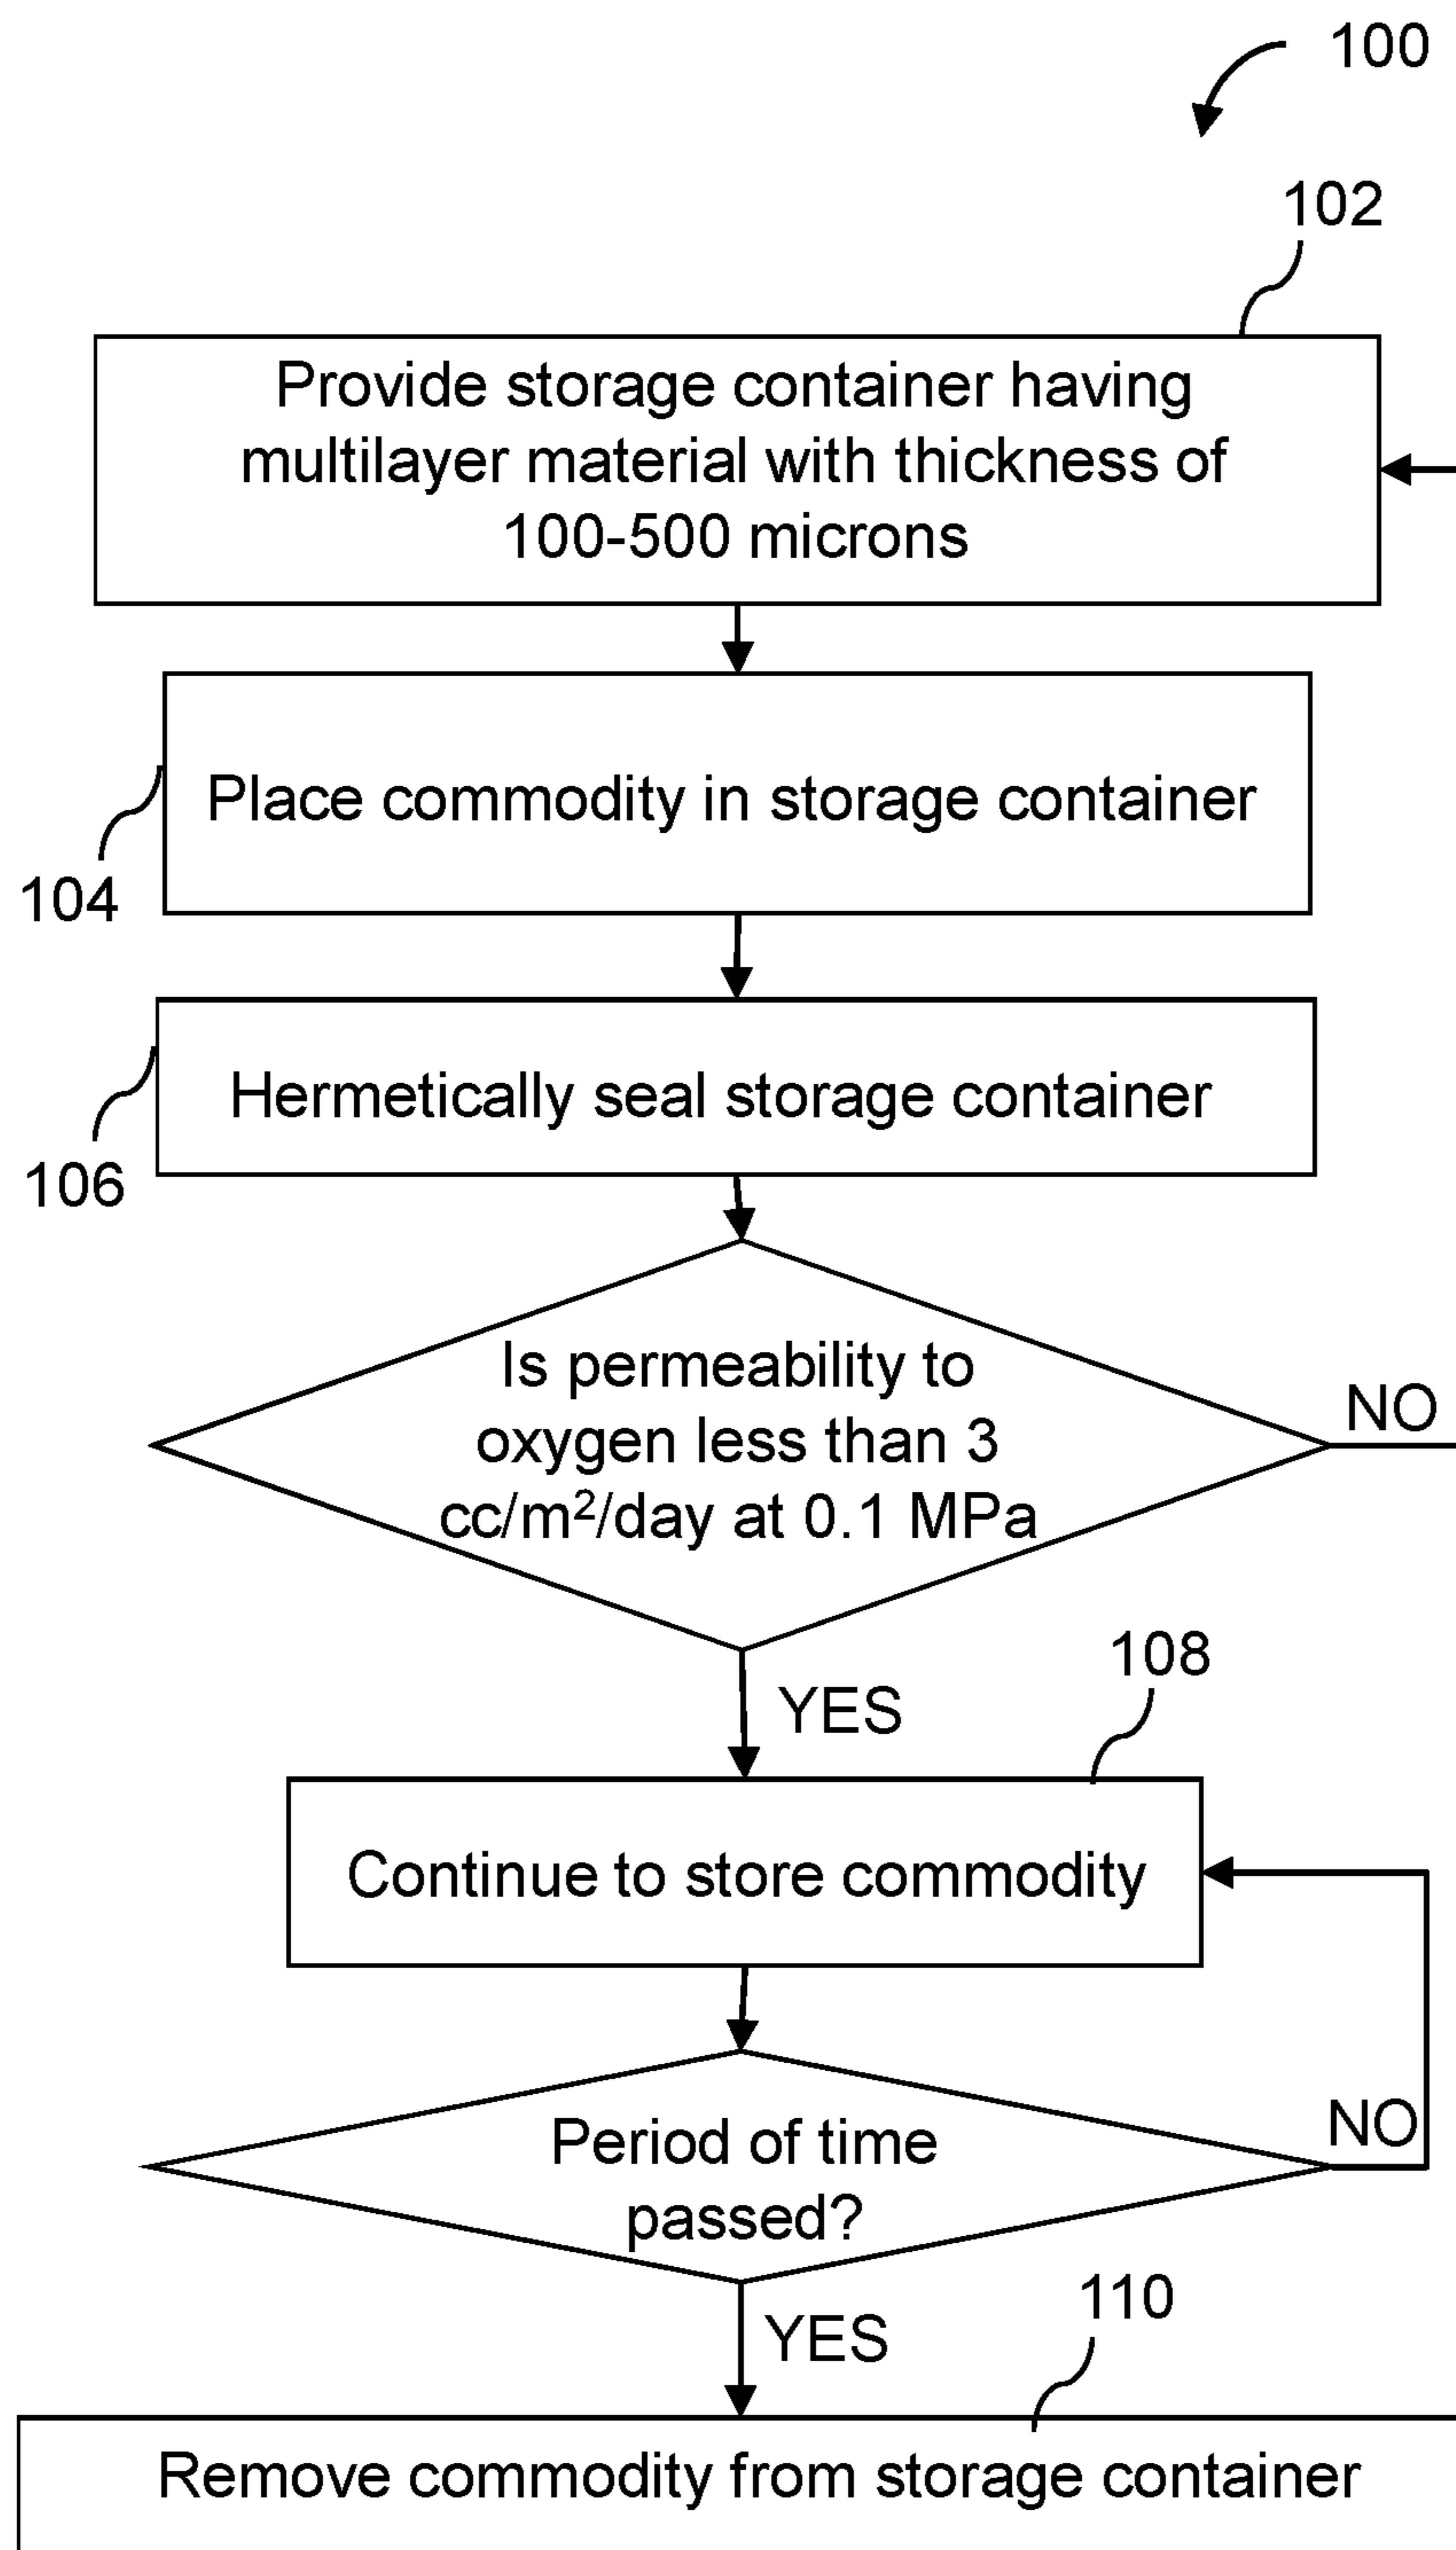 100
102
Provide storage container having
multilayer material with thickness of
100-500 microns
Place commodity in storage container
104
Hermetically seal storage container
106
Is permeability to
oxygen less than 3
cc/m²/day at 0.1 MPa
NO
YES
108
Continue to store commodity
Period of time
passed?
NO
YES
110
Remove commodity from storage container